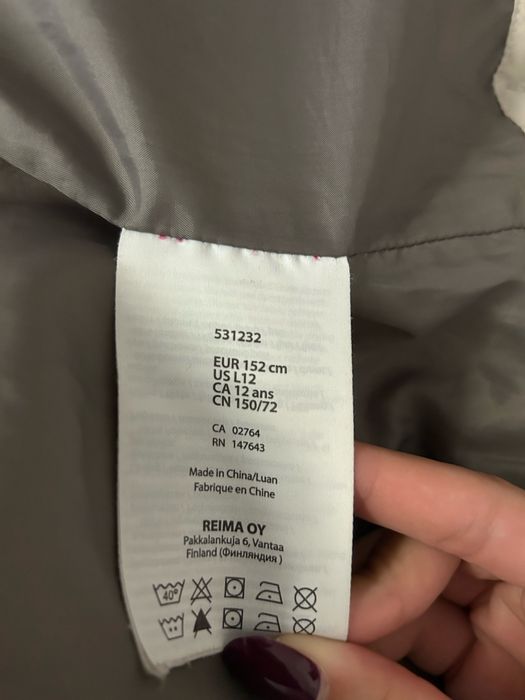 531232
EUR 152 cm
US L12
CA 12 ans
CN 150/72
CA 02764
RN 147643
Made in China/Luan
Fabrique en Chine
REIMA OY
Pakkalankuja 6, Vantaa
Finland (Финляндия)
40°